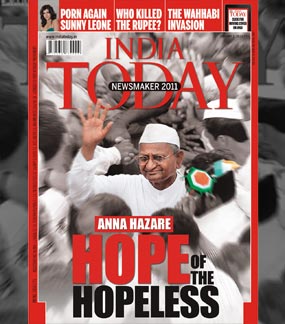 PORN AGAIN
SUNNY LEONE
WHO KILLED
THE RUPEE?
THE WAHHABI
INVASION
INDIA
TODAY
NEWSMAKER 2011
ANNA HAZARE
HOPE OF
THE
HOPELESS